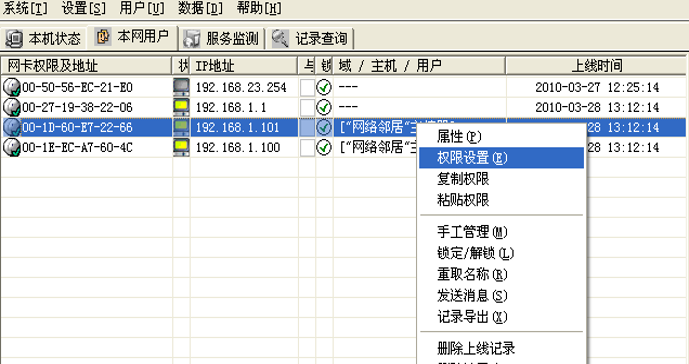 系统[T] 设置[S] 用户[U] 数据[D] 帮助[H]
本机状态 本网用户 服务监测 记录查询
网卡权限及地址 状 IP地址 与 锁 域 / 主机 / 用户 上线时间
00-50-56-EC-21-E0 192.168.23.254 --- 2010-03-27 12:25:14
00-27-19-38-22-06 192.168.1.1 --- 2010-03-28 13:12:14
00-1D-60-E7-22-66 192.168.1.101 ["网络邻居"主 28 13:12:14
00-1E-EC-A7-60-4C 192.168.1.100 ["网络邻居" 28 13:12:14
属性(P)
权限设置(E)
复制权限
粘贴权限
手工管理(M)
锁定/解锁(L)
重取名称(R)
发送消息(S)
记录导出(X)
删除上线记录